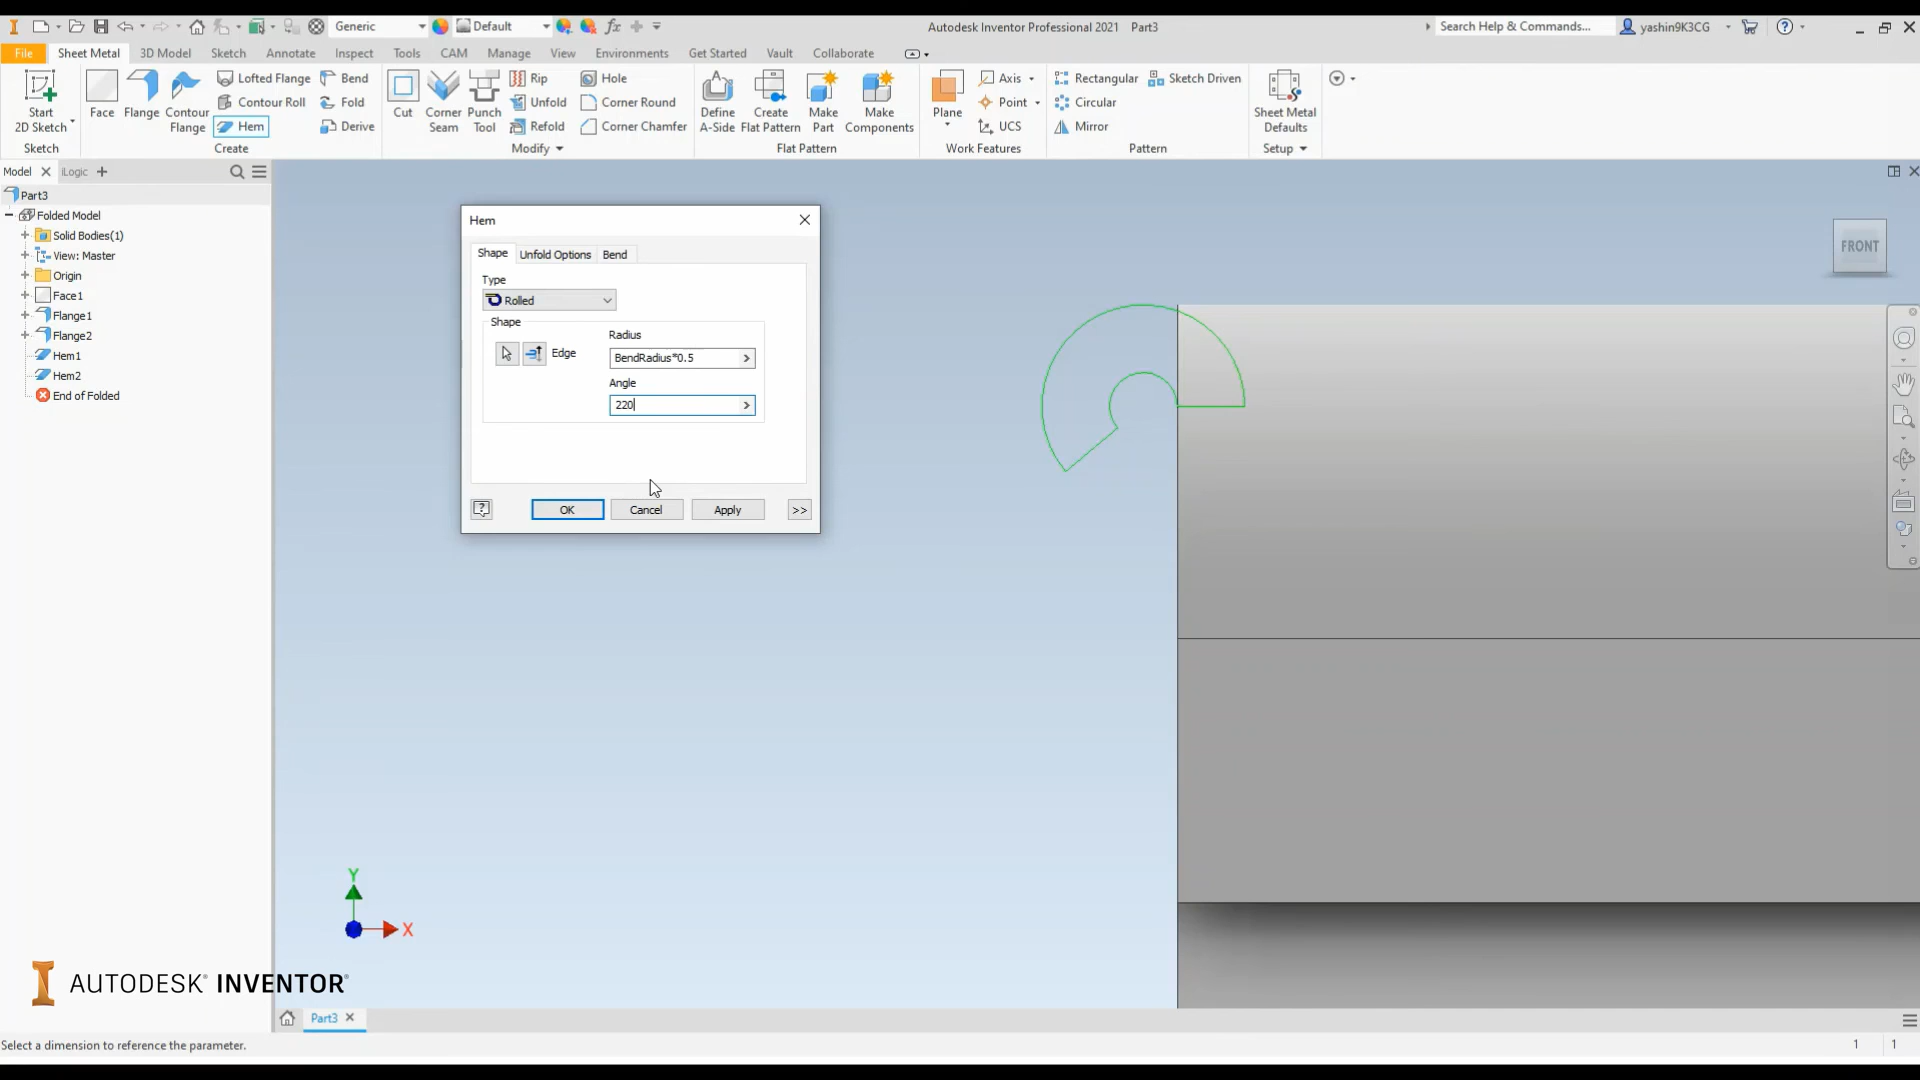 Generic
Default
Autodesk Inventor Professional 2021 Part3
Search Help & Commands...
yashin9K3CG
File
Sheet Metal
3D Model
Sketch
Annotate
Inspect
Tools
CAM
Manage
View
Environments
Get Started
Vault
Collaborate
Start
2D Sketch
Face
Flange
Contour
Flange
Lofted Flange
Contour Roll
Hem
Bend
Fold
Derive
Cut
Corner
Seam
Punch
Tool
Rip
Unfold
Refold
Hole
Corner Round
Corner Chamfer
Define
A-Side
Create
Flat Pattern
Make
Part
Make
Components
Plane
Axis
Point
UCS
Rectangular
Circular
Mirror
Sketch Driven
Sheet Metal
Defaults
Sketch
Create
Modify
Flat Pattern
Work Features
Pattern
Setup
Model
iLogic
Part3
Folded Model
Solid Bodies(1)
View: Master
Origin
Face1
Flange1
Flange2
Hem1
Hem2
End of Folded
Hem
Shape
Unfold Options
Bend
Type
Rolled
Shape
Edge
Radius
BendRadius*0.5
Angle
220
OK
Cancel
Apply
>>
FRONT
Y
X
AUTODESK® INVENTOR®
Part3
Select a dimension to reference the parameter.
1
1